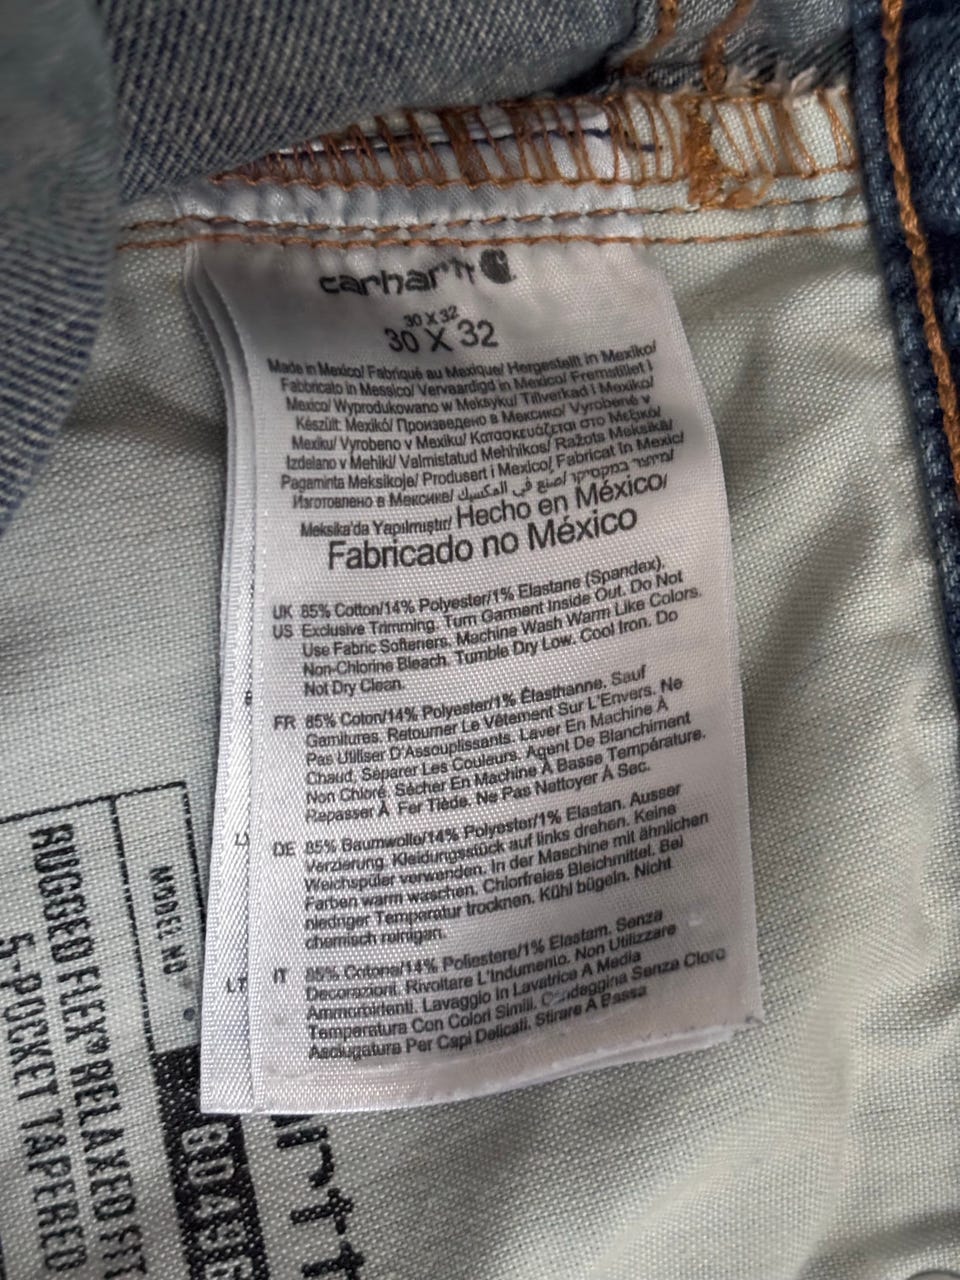 carhartt
30 X 32
30 X 32
Made in Mexico/ Fabriqué au Mexique/ Hergestellt in Mexiko/
Fabbricato in Messico/ Vervaardigd in Mexico/ Fremstillet i
Mexico/ Wyprodukowano w Meksyku/ Tillverkad i Mexiko/
Készült: Mexikó/ Произведено в Мексико/ Vyrobené v
Mexiku/ Vyrobeno v Mexiku/ Κατασκευάζεται στο Μεξικό/
Izdelano v Mehiki/ Valmistatud Mehhikos/ Ražota Meksikā/
Pagaminta Meksikoje/ Produsert i Mexico/ Fabricat în Mexic/
Изготовлено в Мексике/ صنع في المكسيك/ מיוצר במקסיקו/
Meksika'da Yapılmıştır/ Hecho en México/
Fabricado no México
UK 85% Cotton/14% Polyester/1% Elastane (Spandex).
US Exclusive Trimming. Turn Garment Inside Out. Do Not
Use Fabric Softeners. Machine Wash Warm Like Colors.
Non-Chlorine Bleach. Tumble Dry Low. Cool Iron. Do
Not Dry Clean.
FR 85% Coton/14% Polyester/1% Élasthanne. Sauf
Garnitures. Retourner Le Vêtement Sur L'Envers. Ne
Pas Utiliser D'Assouplissants. Laver En Machine À
Chaud, Séparer Les Couleurs. Agent De Blanchiment
Non Chloré. Sécher En Machine À Basse Température.
Repasser À Fer Tiède. Ne Pas Nettoyer À Sec.
DE 85% Baumwolle/14% Polyester/1% Elastan. Ausser
Verzierung. Kleidungsstück auf links drehen. Keine
Weichspüler verwenden. In der Maschine mit ähnlichen
Farben warm waschen. Chlorfreies Bleichmittel. Bei
niedriger Temperatur trocknen. Kühl bügeln. Nicht
chemisch reinigen.
IT 85% Cotone/14% Poliestere/1% Elastam. Senza
Decorazioni. Rivoltare L'Indumento. Non Utilizzare
Ammorbidenti. Lavaggio In Lavatrice A Media
Temperatura Con Colori Simili. Candeggina Senza Cloro
Asciugatura Per Capi Delicati. Stirare A Bassa
LT
MODEL NO
RUGGED FLEX® RELAXED FIT
5-POCKET TAPERED